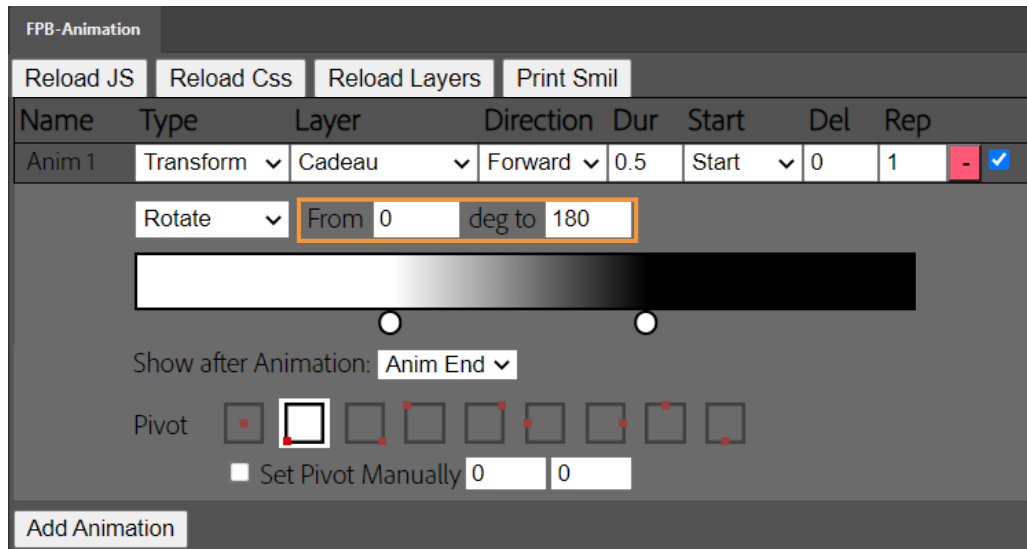 FPB-Animation
Reload JS Reload Css Reload Layers Print Smil
Name Type Layer Direction Dur Start Del Rep
Anim 1 Transform Cadeau Forward 0.5 Start 0 1 -
Rotate From 0 deg to 180
Show after Animation: Anim End
Pivot
Set Pivot Manually 0 0
Add Animation